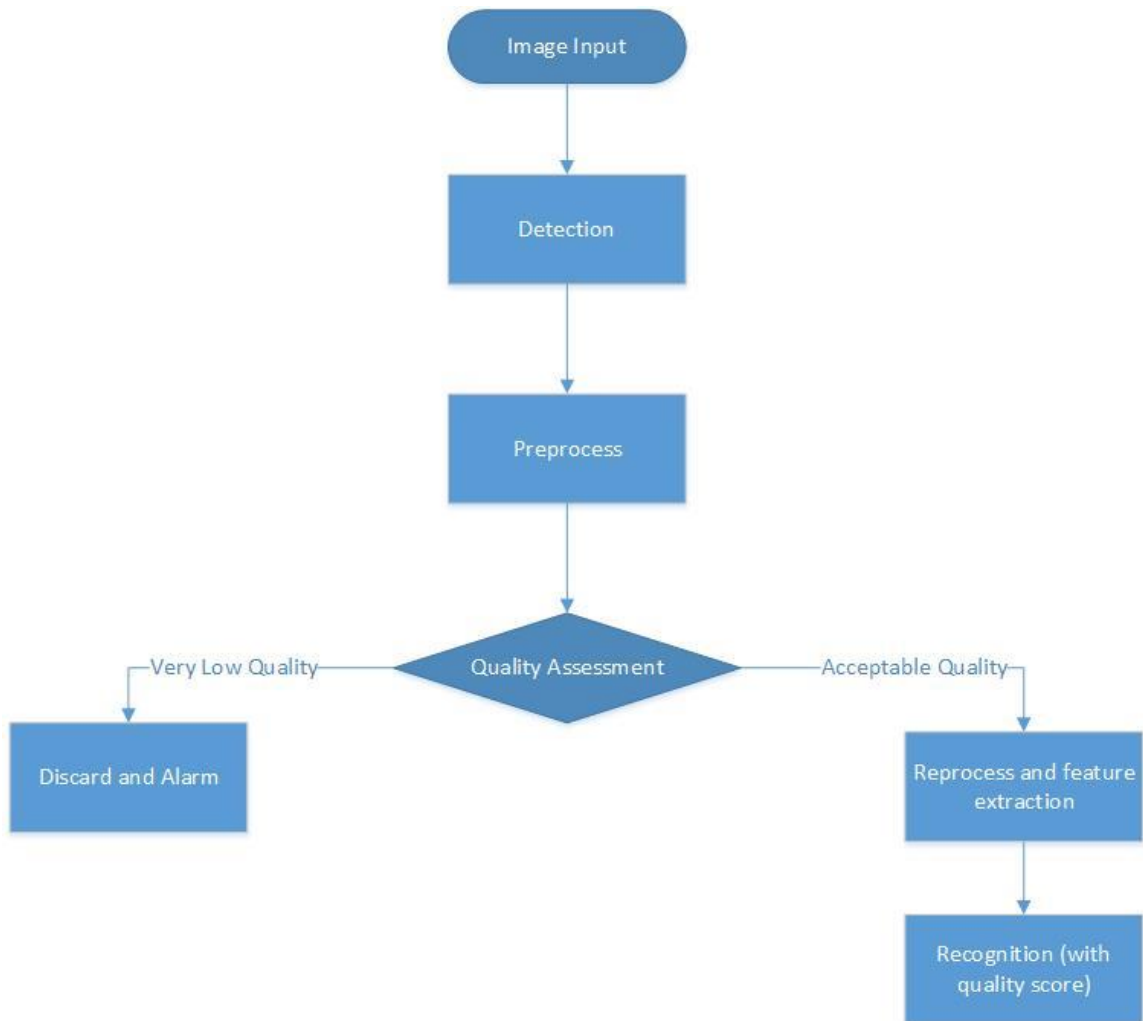 Image Input
Detection
Preprocess
Very Low Quality
Quality Assessment
Acceptable Quality
Discard and Alarm
Reprocess and feature
extraction
Recognition (with
quality score)